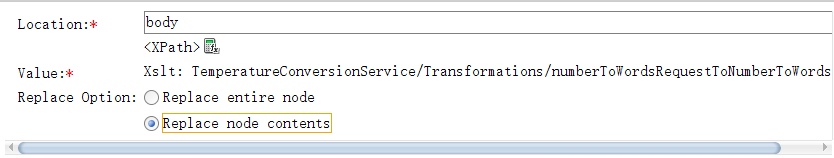 Location:* body
<XPath>
Value:* Xslt: TemperatureConversionService/Transformations/numberToWordsRequestToNumberToWords
Replace Option: Replace entire node
Replace node contents